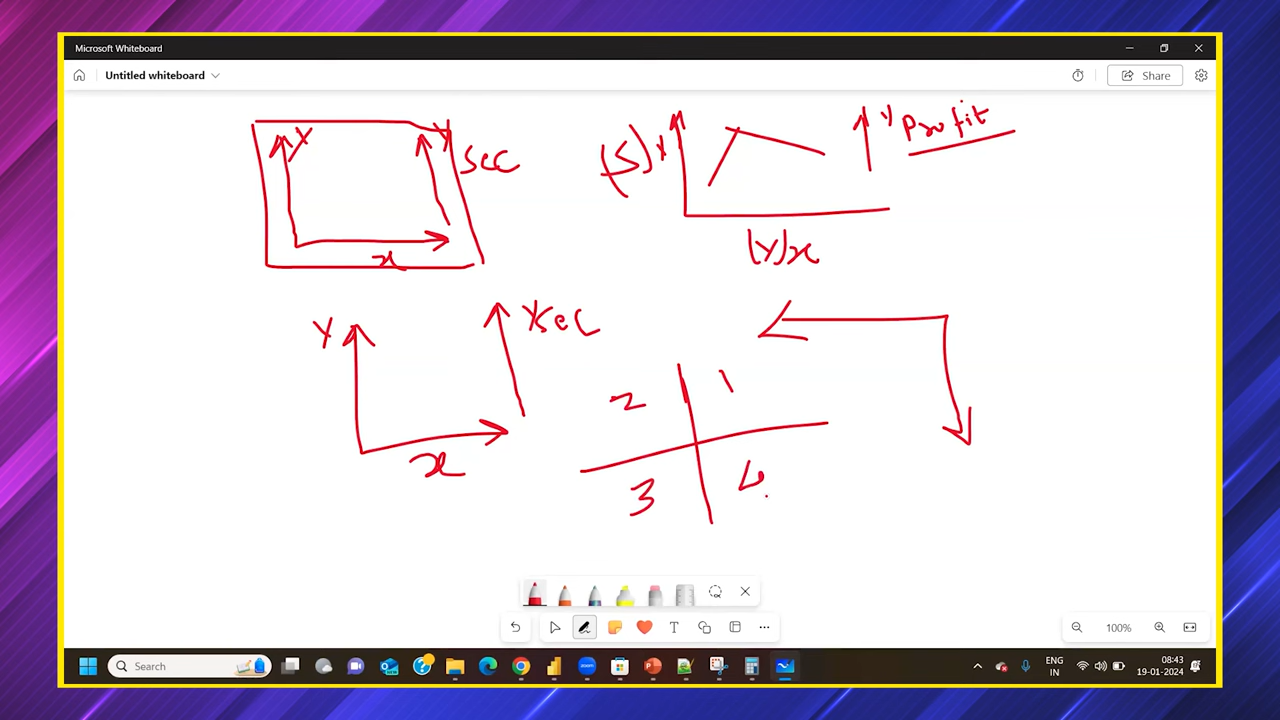 Microsoft Whiteboard
Untitled whiteboard
Share
Y
Y
Sec
x
(S) Y
Y Profit
(Y) x
Y
Y sec
x
2
1
3
4
100%
Search
ENG
IN
08:43
19-01-2024